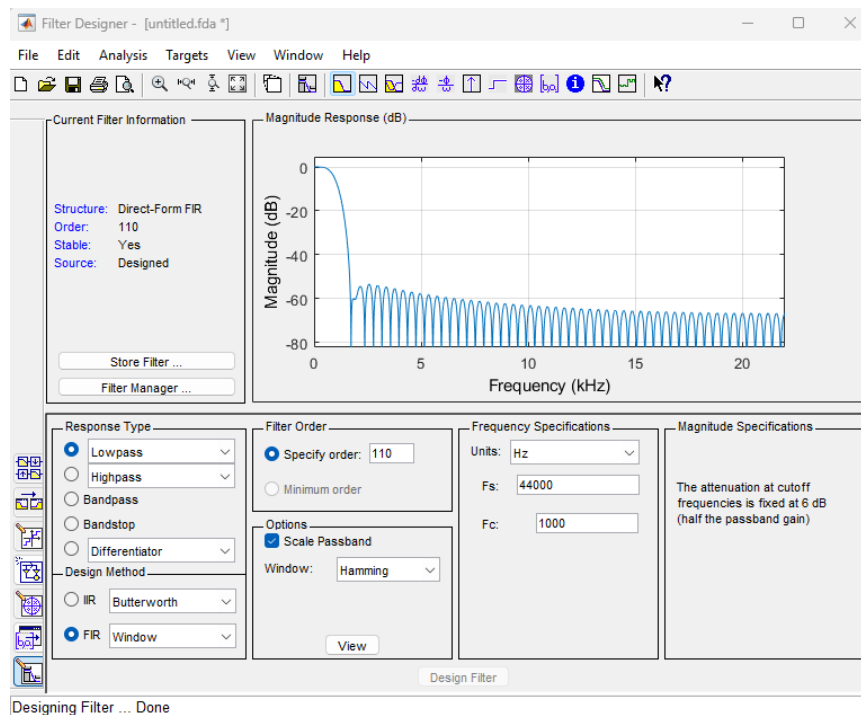 Filter Designer - [untitled.fda *]
File Edit Analysis Targets View Window Help
Current Filter Information
Structure: Direct-Form FIR
Order: 110
Stable: Yes
Source: Designed
Store Filter ...
Filter Manager ...
Magnitude Response (dB)
Magnitude (dB)
0
-20
-40
-60
-80
0 5 10 15 20
Frequency (kHz)
Response Type
Lowpass
Highpass
Bandpass
Bandstop
Differentiator
Design Method
IIR Butterworth
FIR Window
Filter Order
Specify order: 110
Minimum order
Options
Scale Passband
Window: Hamming
View
Frequency Specifications
Units: Hz
Fs: 44000
Fc: 1000
Magnitude Specifications
The attenuation at cutoff
frequencies is fixed at 6 dB
(half the passband gain)
Design Filter
Designing Filter ... Done